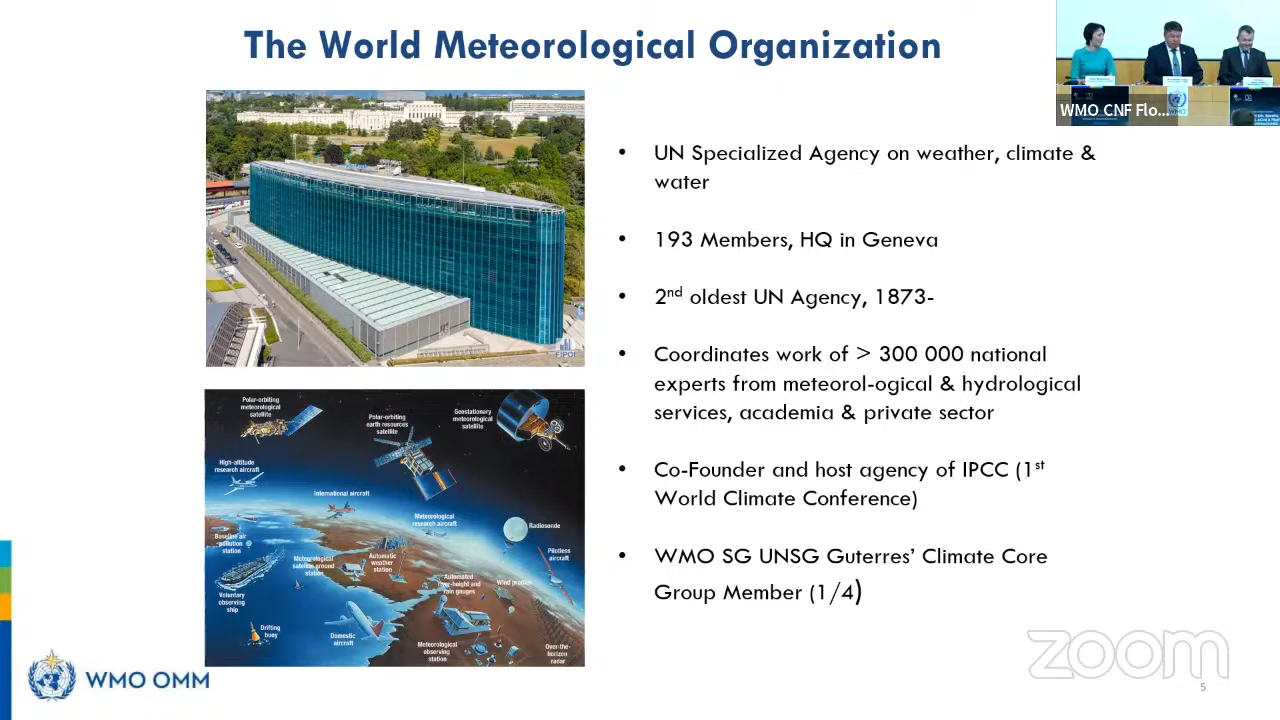 The World Meteorological Organization
WMO CNF Flo...
WMO
FIPOI
• UN Specialized Agency on weather, climate &
water
• 193 Members, HQ in Geneva
• 2nd oldest UN Agency, 1873-
• Coordinates work of > 300 000 national
experts from meteorol-ogical & hydrological
services, academia & private sector
• Co-Founder and host agency of IPCC (1st
World Climate Conference)
• WMO SG UNSG Guterres’ Climate Core
Group Member (1/4)
Polar-orbiting
meteorological
satellite
Polar-orbiting
earth resources
satellite
Geostationary
meteorological
satellite
High-altitude
research aircraft
International aircraft
Meteorological
research aircraft
Radiosonde
Baseline air
pollution
station
Meteorological
satellite ground
station
Automatic
weather
station
Pilotless
aircraft
Automated
river-height and
rain gauges
Wind profiler
Voluntary
observing
ship
Drifting
buoy
Domestic
aircraft
Meteorological
observing
station
Over-the-
horizon
radar
WMO OMM
zoom
5